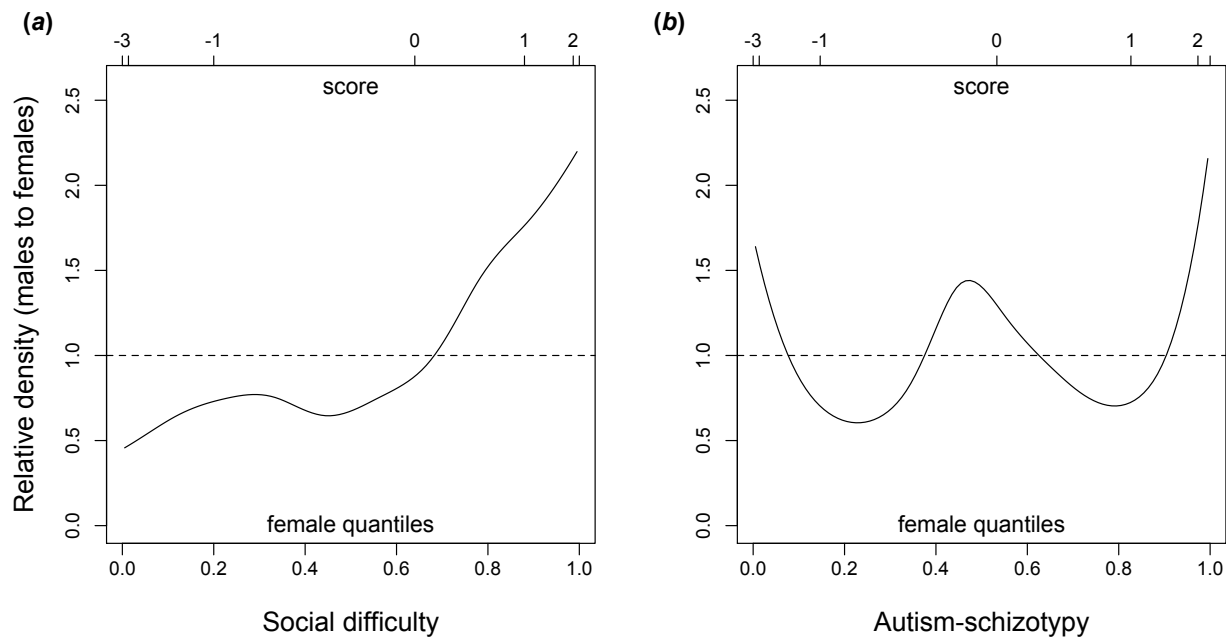 (a)
-3 -1 0 1 2
score
Relative density (males to females)
2.5
2.0
1.5
1.0
0.5
0.0
female quantiles
0.0 0.2 0.4 0.6 0.8 1.0
Social difficulty
(b)
-3 -1 0 1 2
score
2.5
2.0
1.5
1.0
0.5
0.0
female quantiles
0.0 0.2 0.4 0.6 0.8 1.0
Autism-schizotypy